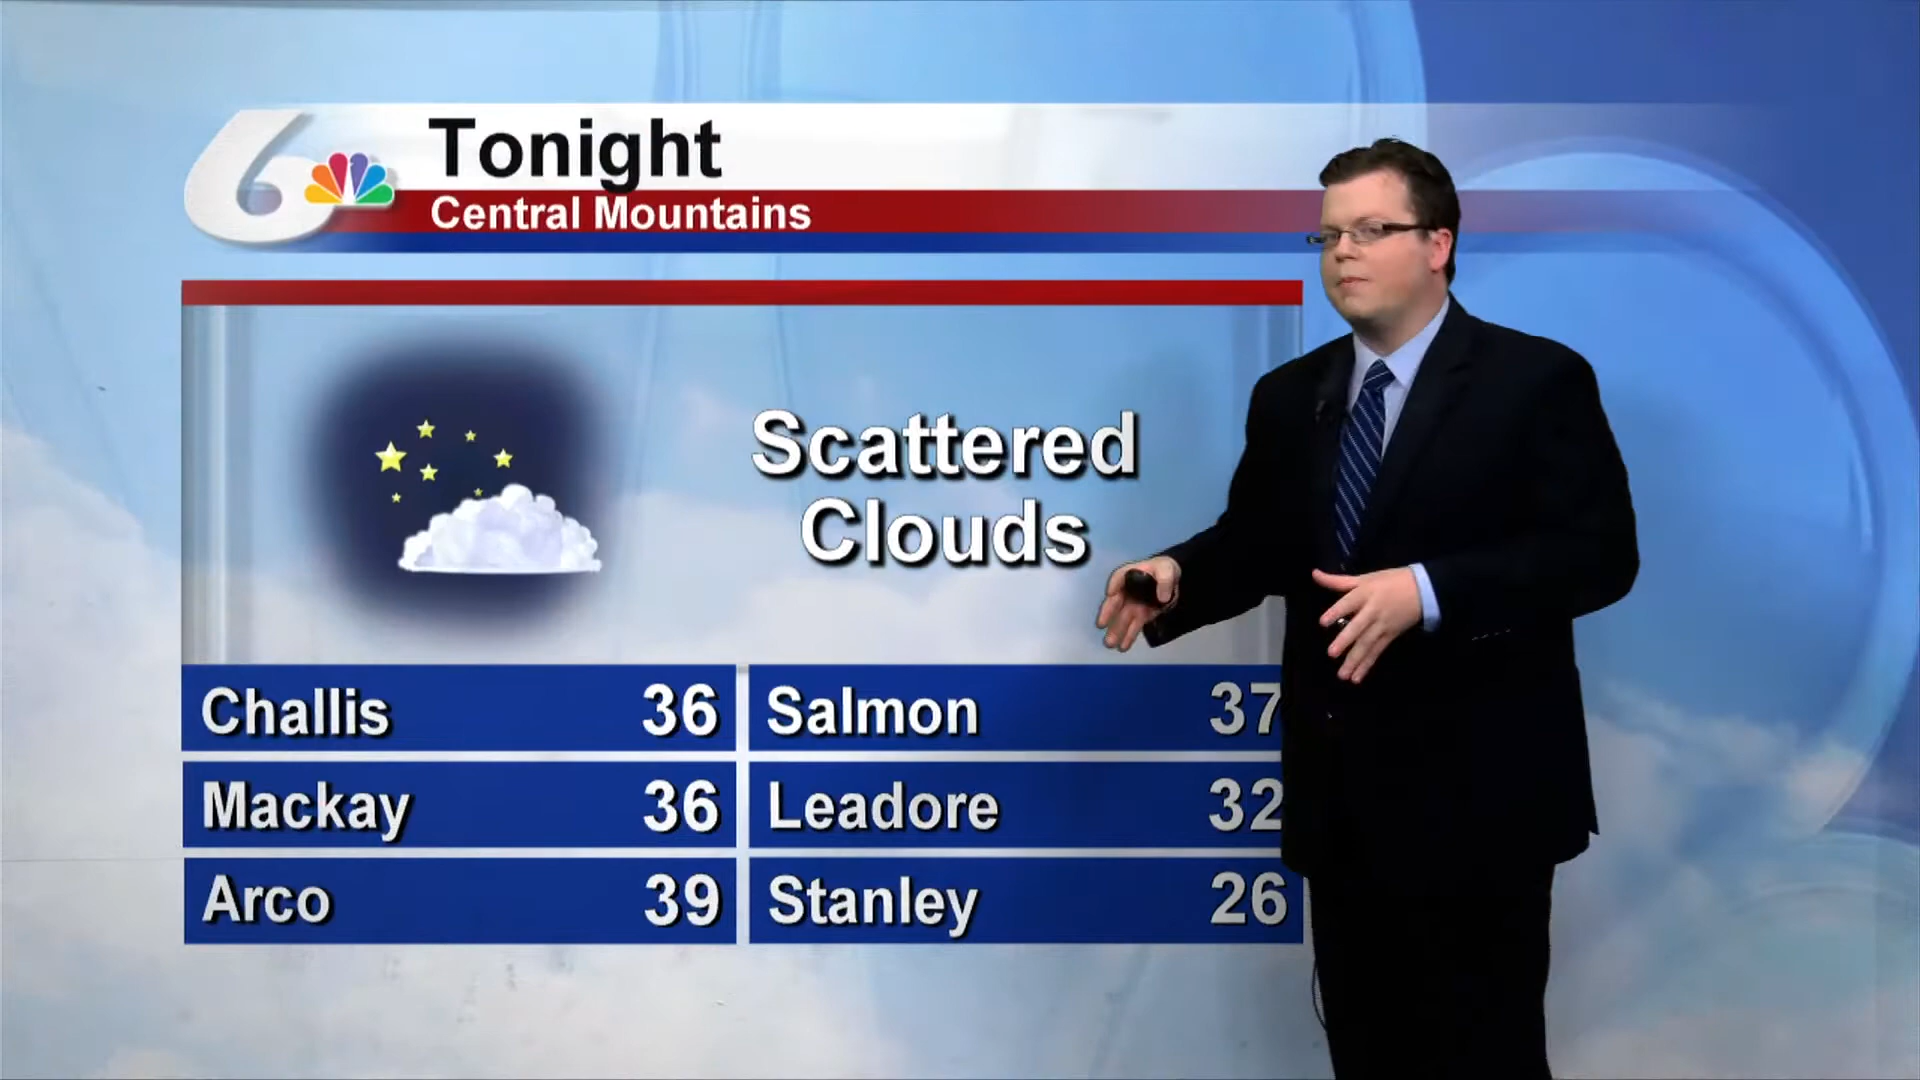 6
Tonight
Central Mountains
Scattered
Clouds
Challis 36
Salmon 37
Mackay 36
Leadore 32
Arco 39
Stanley 26